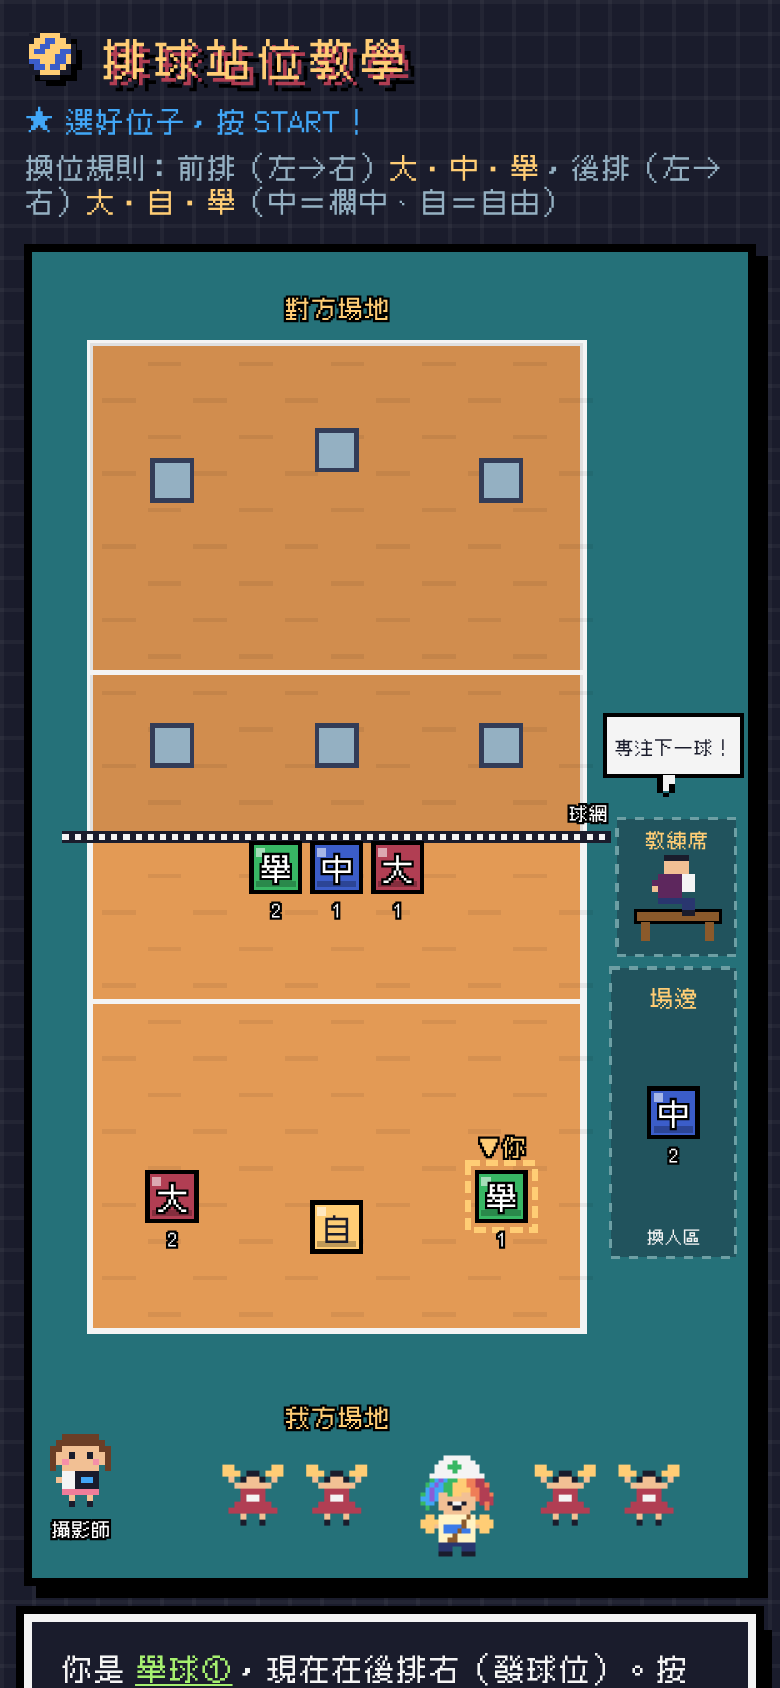 排球站位教學
★ 選好位子，按 START！
換位規則：前排（左→右）大・中・舉，後排（左→
右）大・自・舉（中＝欄中、自＝自由）
對方場地
專注下一球！
球網
教練席
舉 中 大
2 1 1
場邊
中
2
換人區
▼你
大 自 舉
2 1
我方場地
攝影師
你是 舉球①，現在在後排右（發球位）。按